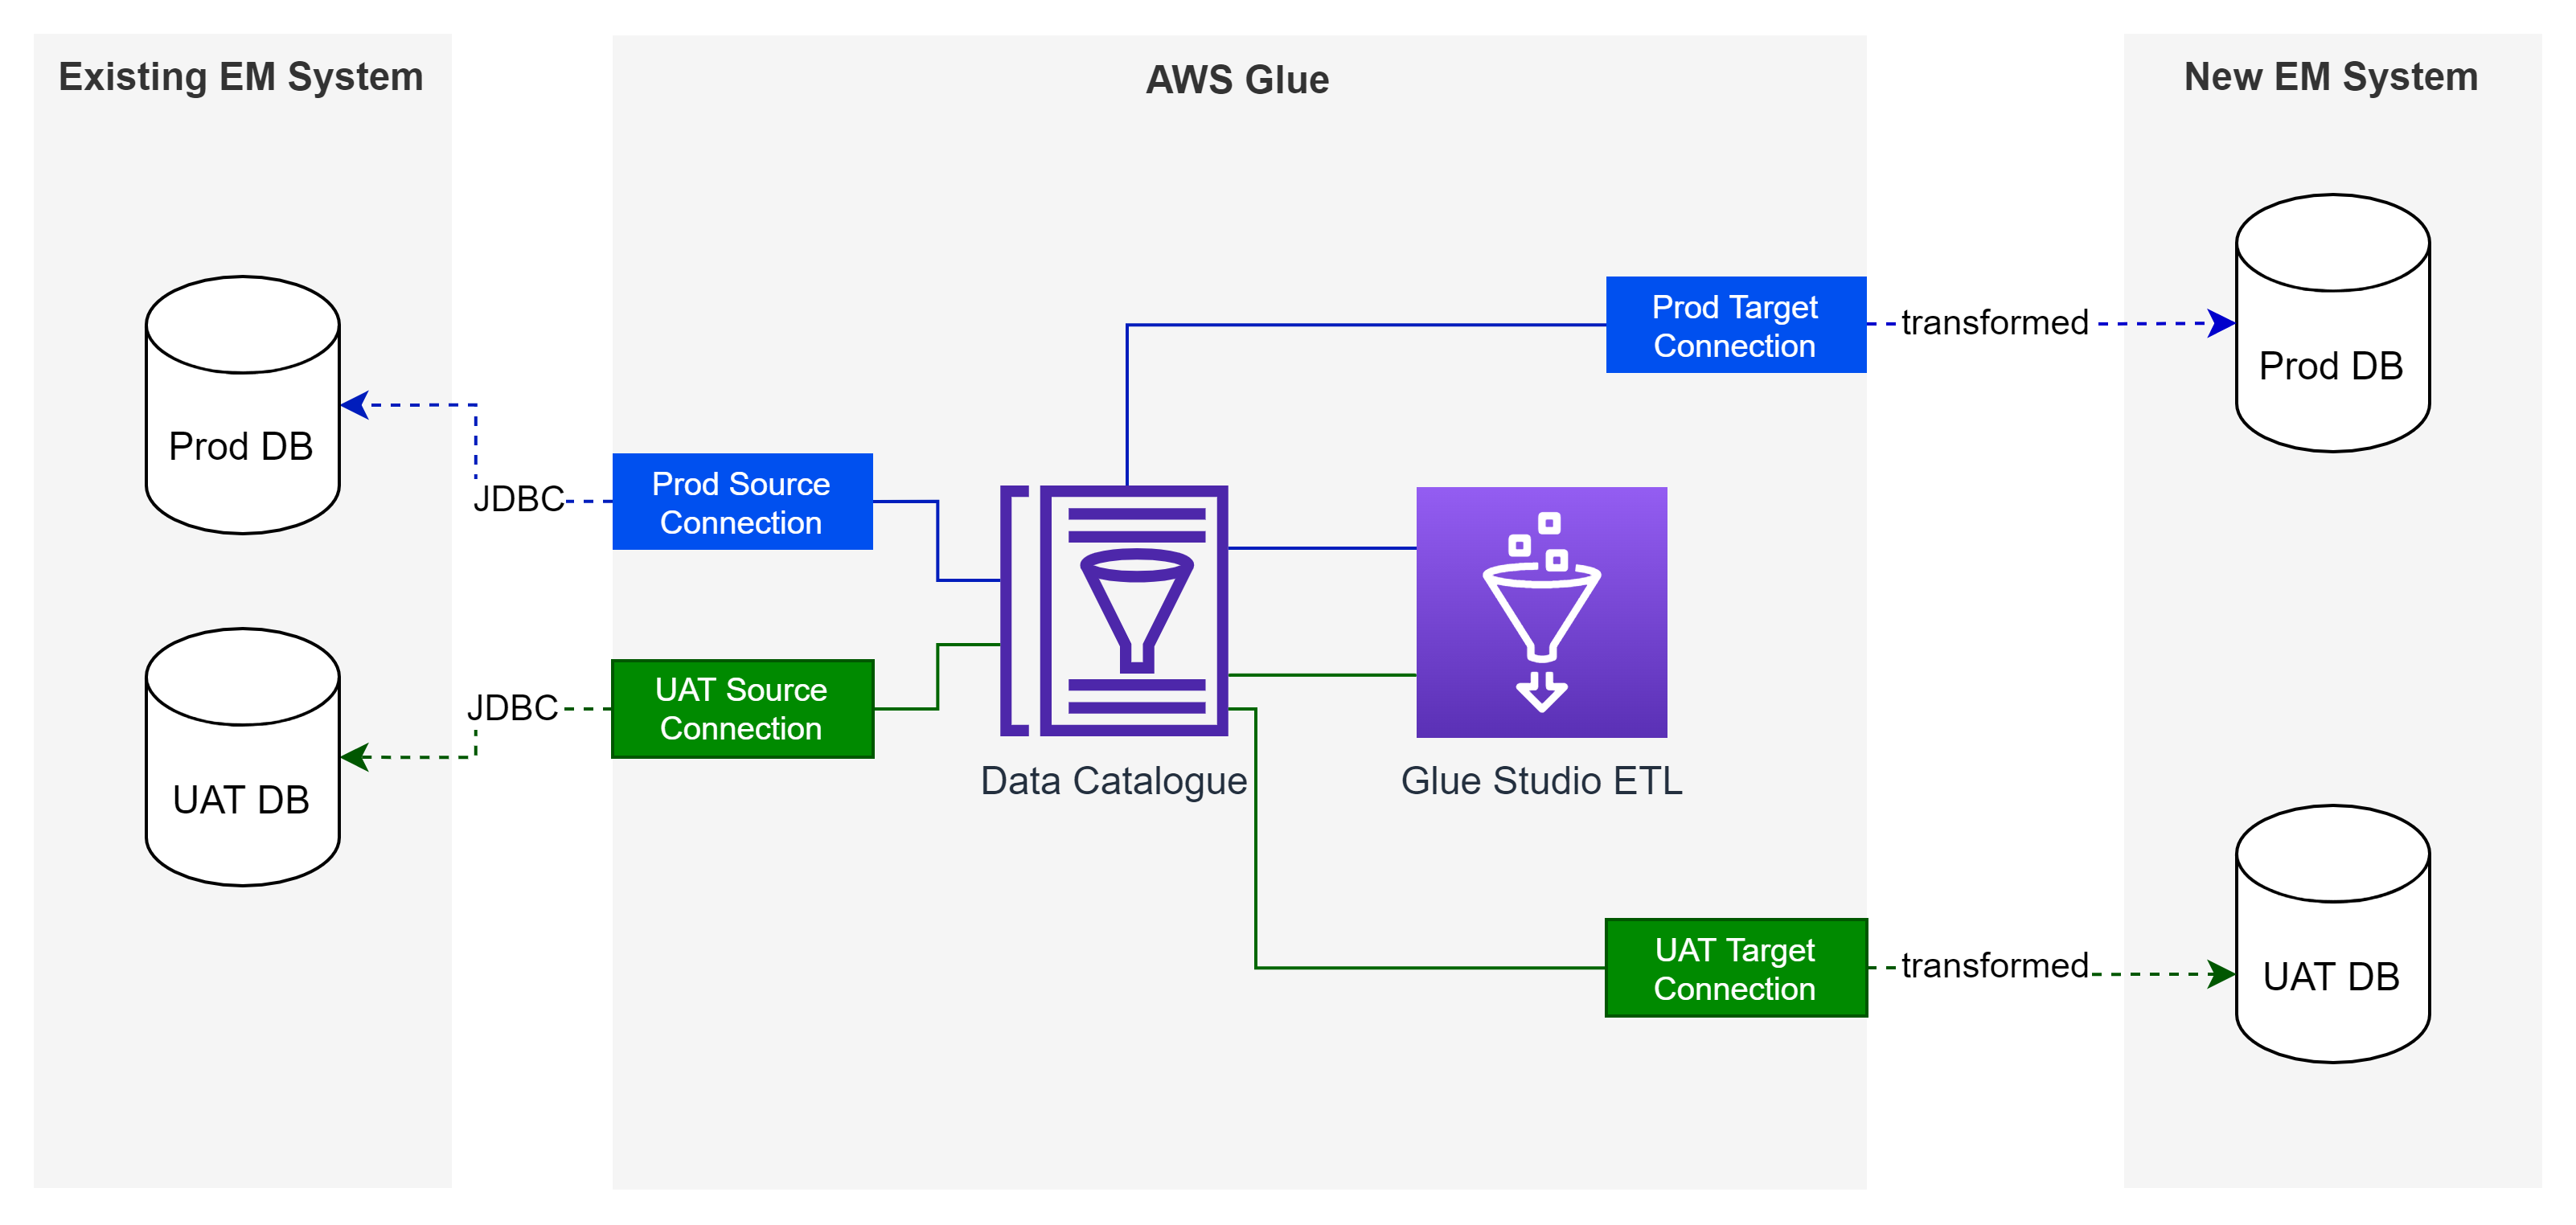 Existing EM System
AWS Glue
New EM System
Prod DB
JDBC
Prod Source
Connection
Prod Target
Connection
transformed
Prod DB
UAT DB
JDBC
UAT Source
Connection
Data Catalogue
Glue Studio ETL
UAT Target
Connection
transformed
UAT DB